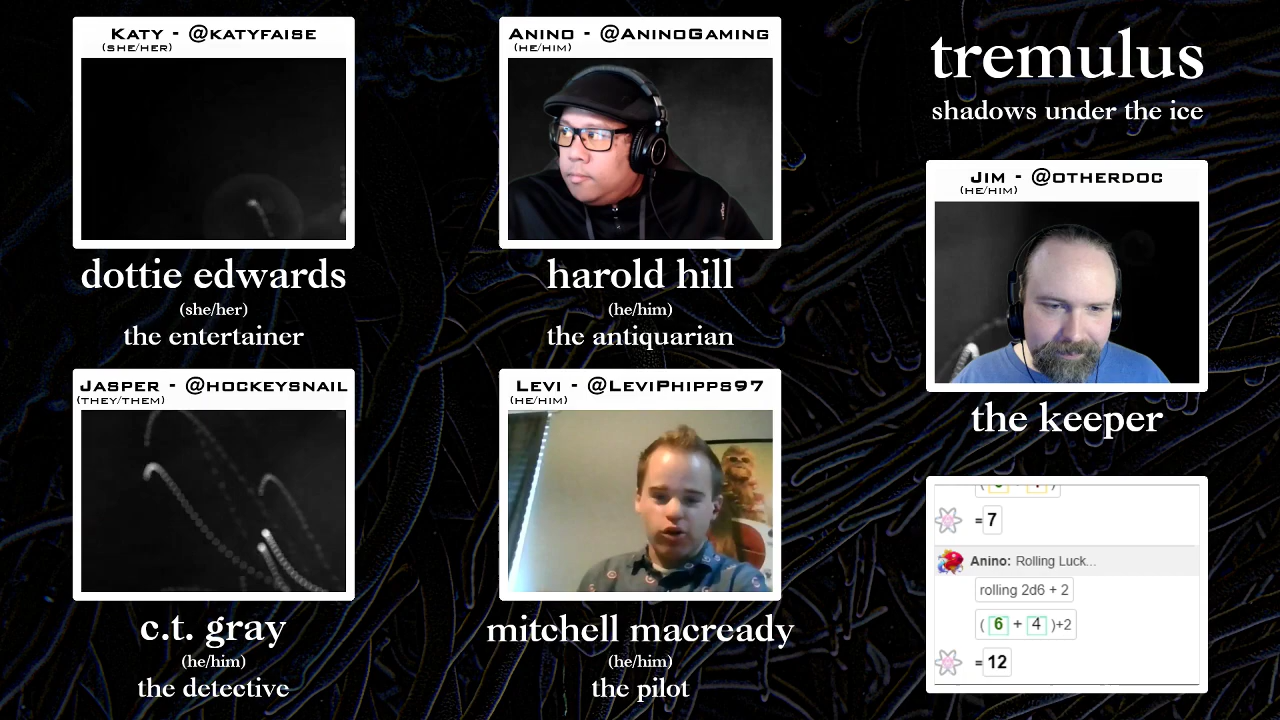 Katy - @katyfaise
(she/her)
dottie edwards
(she/her)
the entertainer
Anino - @AninoGaming
(he/him)
harold hill
(he/him)
the antiquarian
tremulus
shadows under the ice
Jim - @otherdoc
(he/him)
the keeper
Jasper - @hockeysnail
(they/them)
c.t. gray
(he/him)
the detective
Levi - @LeviPhipps97
(he/him)
mitchell macready
(he/him)
the pilot
=7
Anino: Rolling Luck...
rolling 2d6 + 2
( 6 + 4 )+2
=12